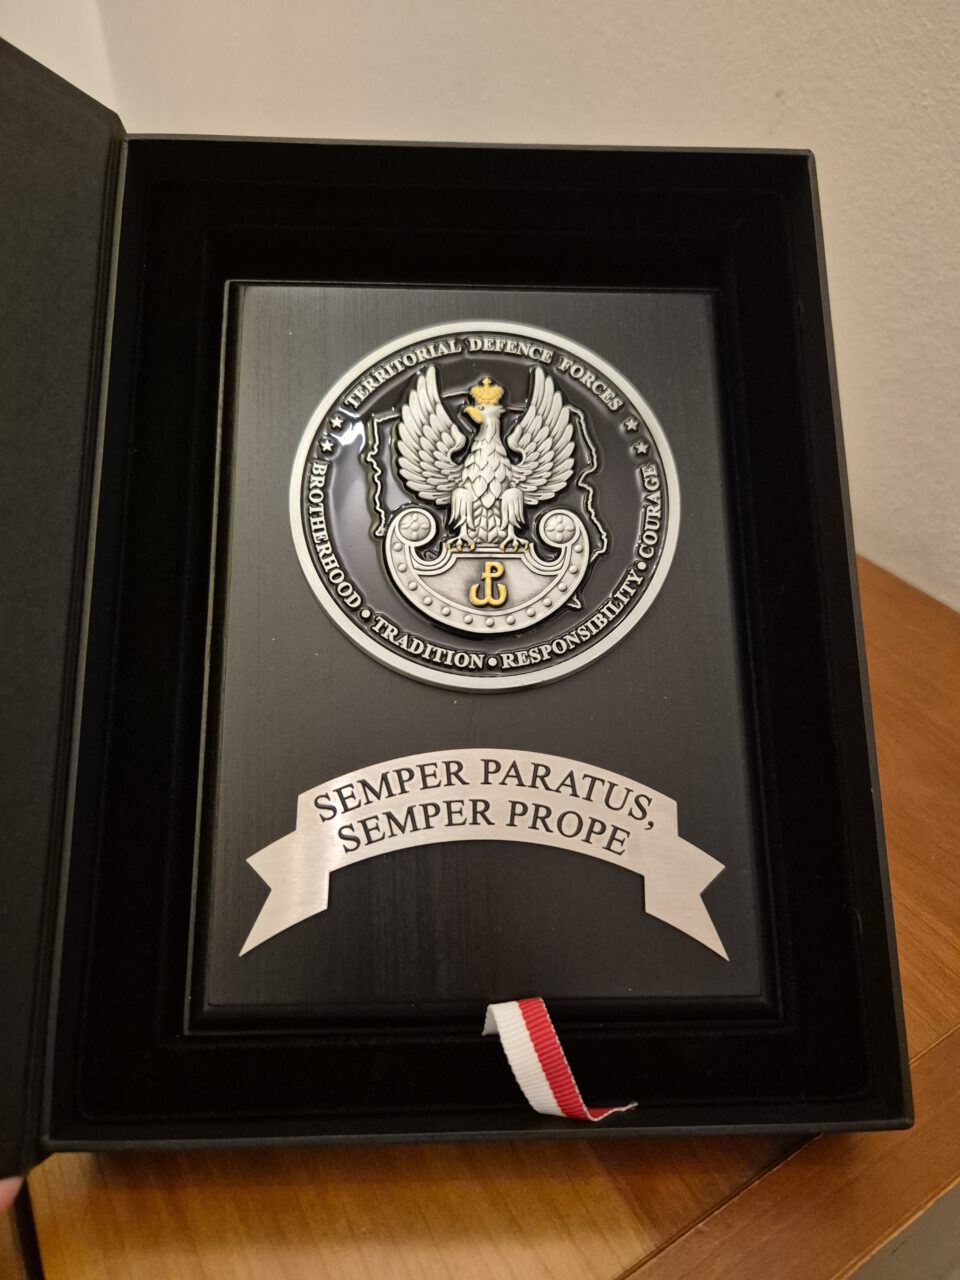 TERRITORIAL DEFENCE FORCES
BROTHERHOOD • TRADITION • RESPONSIBILITY • COURAGE
SEMPER PARATUS,
SEMPER PROPE